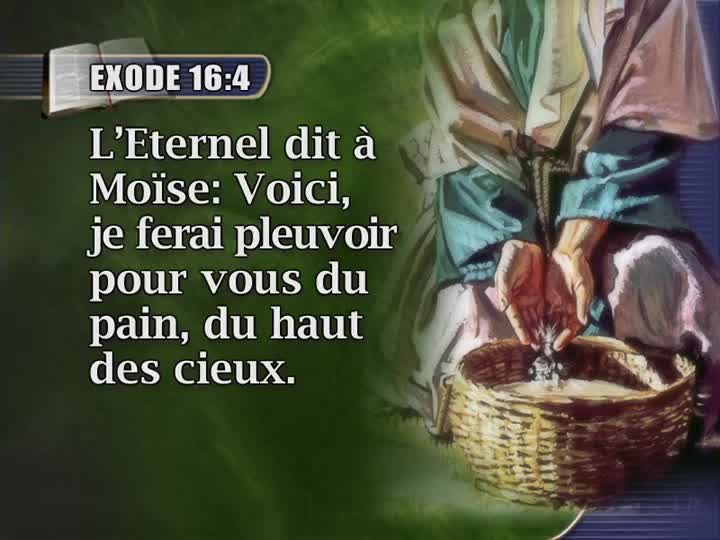 EXODE 16:4
L’Eternel dit à
Moïse: Voici,
je ferai pleuvoir
pour vous du
pain, du haut
des cieux.